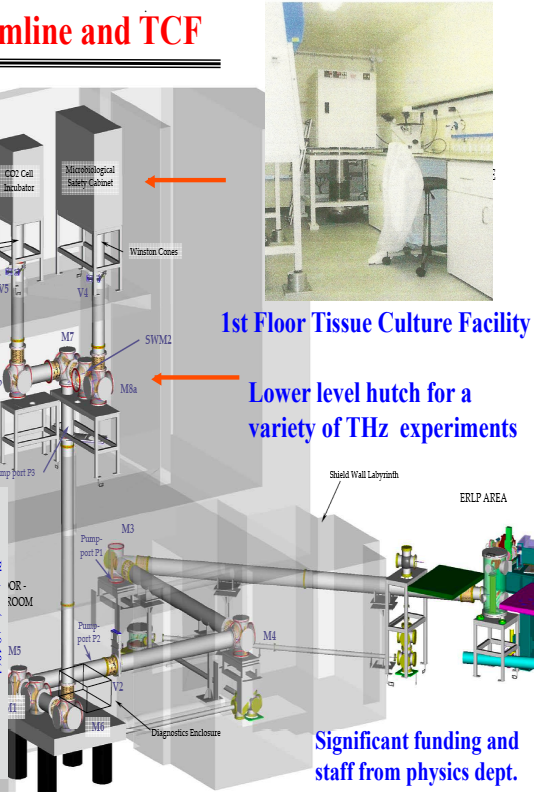 mline and TCF
CO2 Cell
Incubator
Microbiological
Safety Cabinet
Winston Cones
V5
V4
1st Floor Tissue Culture Facility
M7
SWM2
M8a
Lower level hutch for a
variety of THz experiments
mp port P3
Shield Wall Labyrinth
ERLP AREA
M3
Pump-
port P1
OR -
ROOM
Pump-
port P2
M4
M5
V2
M1
M6
Diagnostics Enclosure
Significant funding and
staff from physics dept.